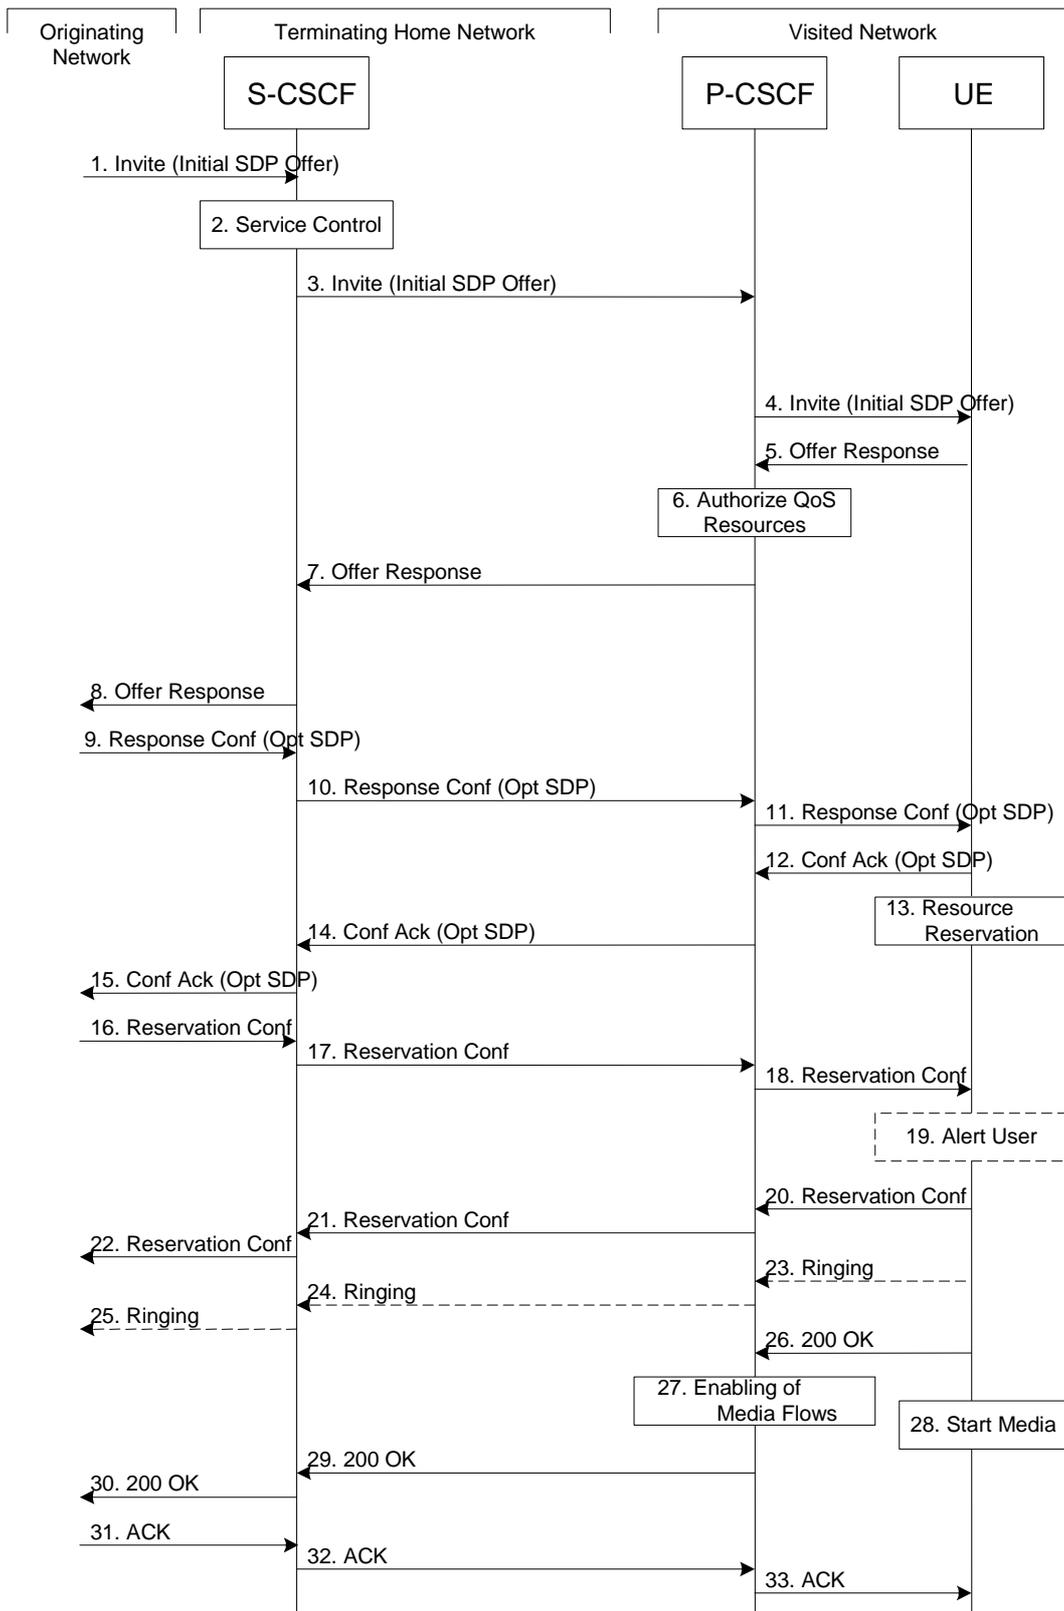 Originating
Network
Terminating Home Network
Visited Network
S-CSCF
P-CSCF
UE
1. Invite (Initial SDP Offer)
2. Service Control
3. Invite (Initial SDP Offer)
4. Invite (Initial SDP Offer)
5. Offer Response
6. Authorize QoS
Resources
7. Offer Response
8. Offer Response
9. Response Conf (Opt SDP)
10. Response Conf (Opt SDP)
11. Response Conf (Opt SDP)
12. Conf Ack (Opt SDP)
13. Resource
Reservation
14. Conf Ack (Opt SDP)
15. Conf Ack (Opt SDP)
16. Reservation Conf
17. Reservation Conf
18. Reservation Conf
19. Alert User
20. Reservation Conf
21. Reservation Conf
22. Reservation Conf
23. Ringing
24. Ringing
25. Ringing
26. 200 OK
27. Enabling of
Media Flows
28. Start Media
29. 200 OK
30. 200 OK
31. ACK
32. ACK
33. ACK